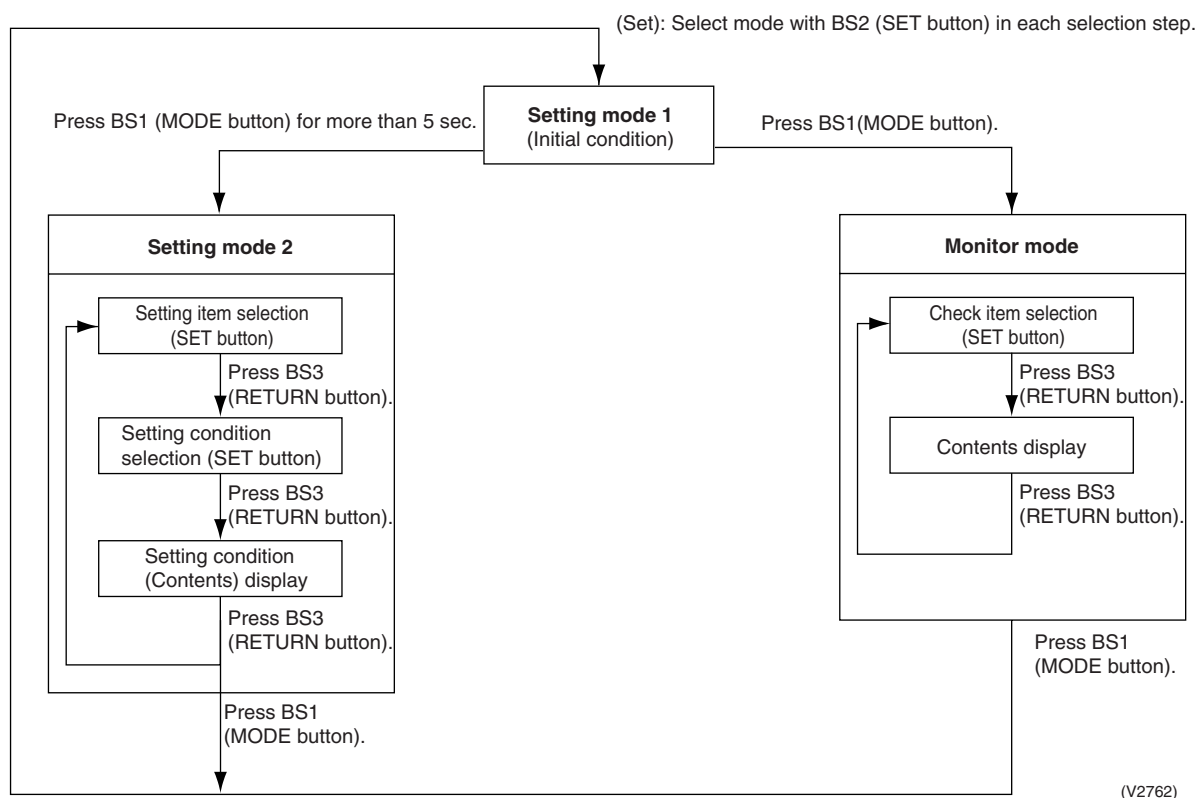 (Set): Select mode with BS2 (SET button) in each selection step.
Setting mode 1
(Initial condition)
Press BS1 (MODE button) for more than 5 sec.
Press BS1(MODE button).
Setting mode 2
Setting item selection
(SET button)
Press BS3
(RETURN button).
Setting condition
selection (SET button)
Press BS3
(RETURN button).
Setting condition
(Contents) display
Press BS3
(RETURN button).
Press BS1
(MODE button).
Monitor mode
Check item selection
(SET button)
Press BS3
(RETURN button).
Contents display
Press BS3
(RETURN button).
Press BS1
(MODE button).
(V2762)